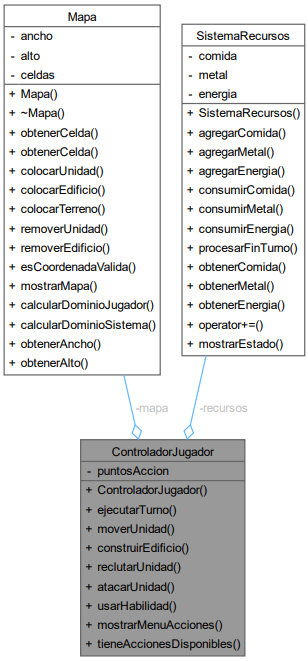 Mapa
- ancho
- alto
- celdas
+ Mapa()
+ ~Mapa()
+ obtenerCelda()
+ obtenerCelda()
+ colocarUnidad()
+ colocarEdificio()
+ colocarTerreno()
+ removerUnidad()
+ removerEdificio()
+ esCoordenadaValida()
+ mostrarMapa()
+ calcularDominioJugador()
+ calcularDominioSistema()
+ obtenerAncho()
+ obtenerAlto()
SistemaRecursos
- comida
- metal
- energia
+ SistemaRecursos()
+ agregarComida()
+ agregarMetal()
+ agregarEnergia()
+ consumirComida()
+ consumirMetal()
+ consumirEnergia()
+ procesarFinTurno()
+ obtenerComida()
+ obtenerMetal()
+ obtenerEnergia()
+ operator+=()
+ mostrarEstado()
-mapa
-recursos
ControladorJugador
- puntosAccion
+ ControladorJugador()
+ ejecutarTurno()
+ moverUnidad()
+ construirEdificio()
+ reclutarUnidad()
+ atacarUnidad()
+ usarHabilidad()
+ mostrarMenuAcciones()
+ tieneAccionesDisponibles()